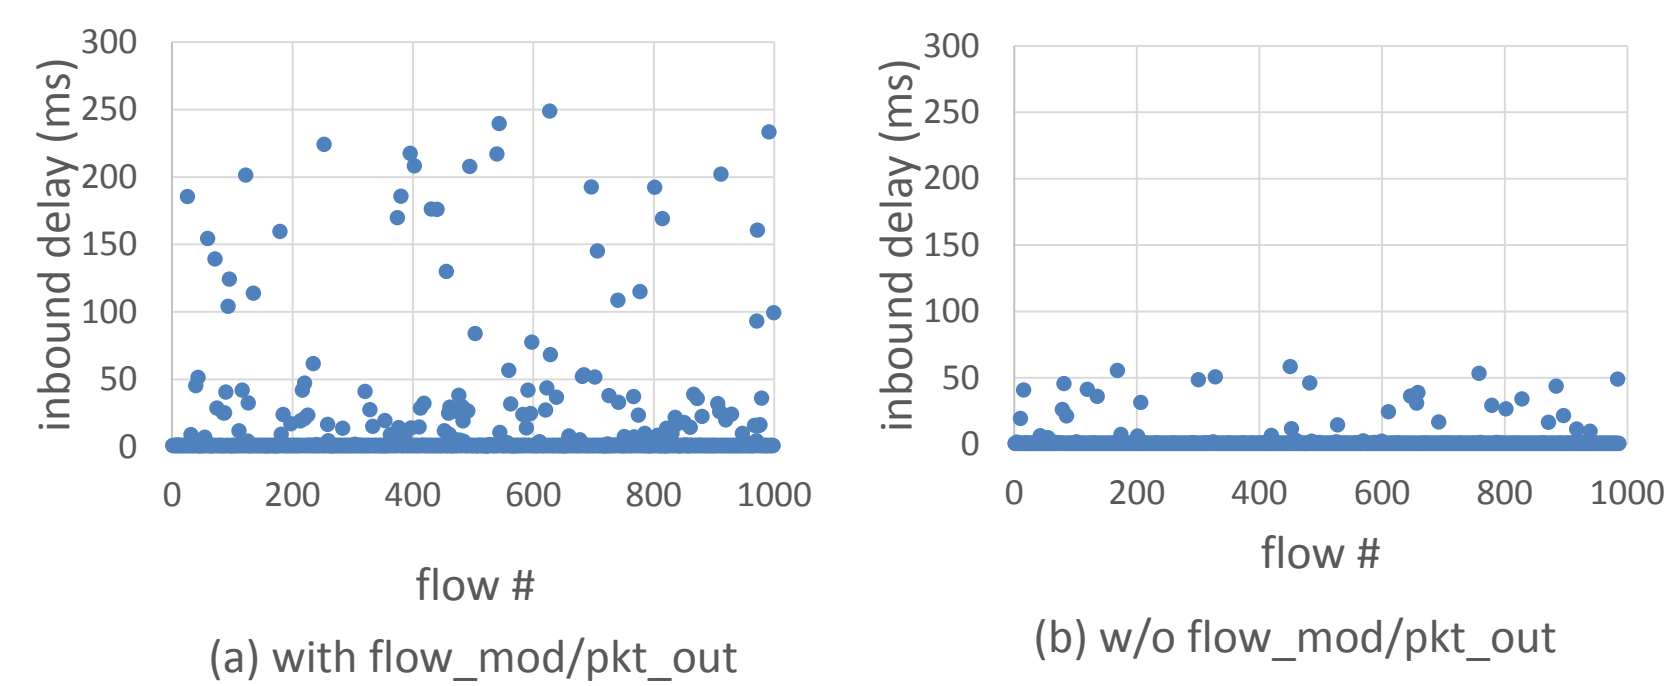 300
250
200
150
100
50
0
inbound delay (ms)
0 200 400 600 800 1000
flow #
(a) with flow_mod/pkt_out
300
250
200
150
100
50
0
inbound delay (ms)
0 200 400 600 800 1000
flow #
(b) w/o flow_mod/pkt_out